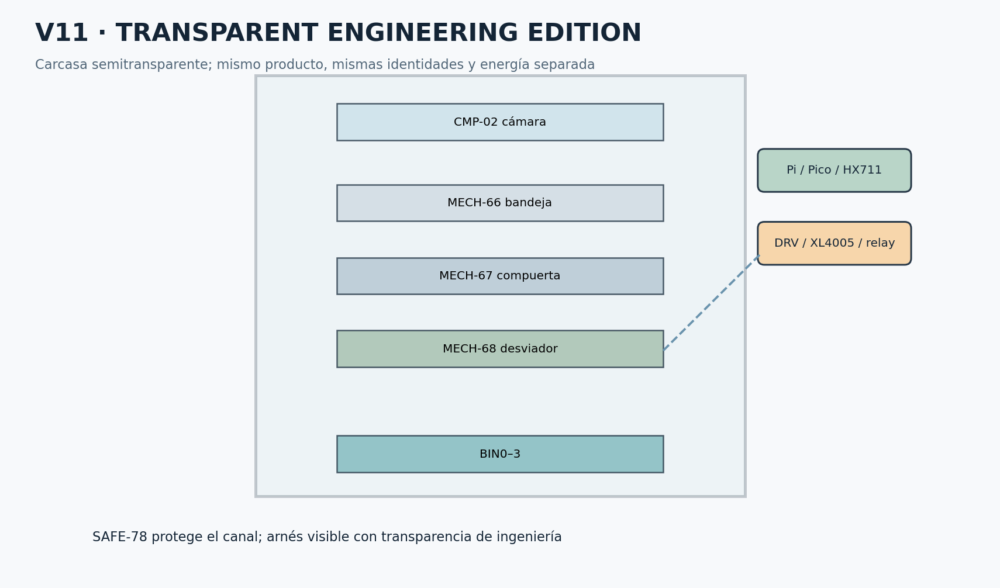 V11 · TRANSPARENT ENGINEERING EDITION
Carcasa semitransparente; mismo producto, mismas identidades y energía separada
CMP-02 cámara
Pi / Pico / HX711
MECH-66 bandeja
DRV / XL4005 / relay
MECH-67 compuerta
MECH-68 desviador
BIN0–3
SAFE-78 protege el canal; arnés visible con transparencia de ingeniería